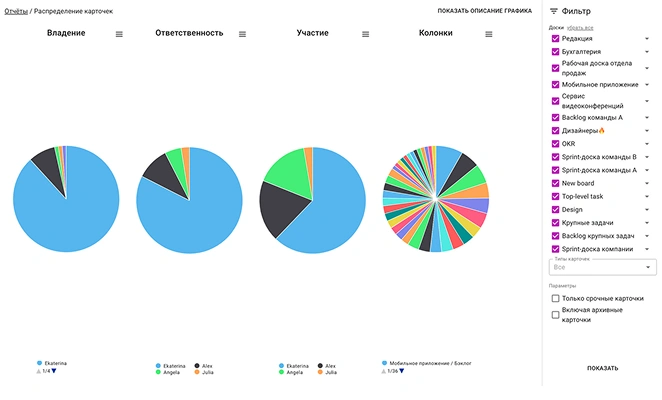 Отчёты / Распределение карточек
ПОКАЗАТЬ ОПИСАНИЕ ГРАФИКА
Владение
Ответственность
Участие
Колонки
Ekaterina
1/4
Ekaterina
Alex
Angela
Julia
Ekaterina
Alex
Angela
Julia
Мобильное приложение / Бэклог
1/26
Фильтр
Доски убрать все
Редакция
Бухгалтерия
Рабочая доска отдела
продаж
Мобильное приложение
Сервис
видеоконференций
Backlog команды А
Дизайнеры🔥
OKR
Sprint-доска команды B
Sprint-доска команды А
New board
Top-level task
Design
Крупные задачи
Backlog крупных задач
Sprint-доска компании
Типы карточек
Все
Параметры
Только срочные карточки
Включая архивные
карточки
ПОКАЗАТЬ